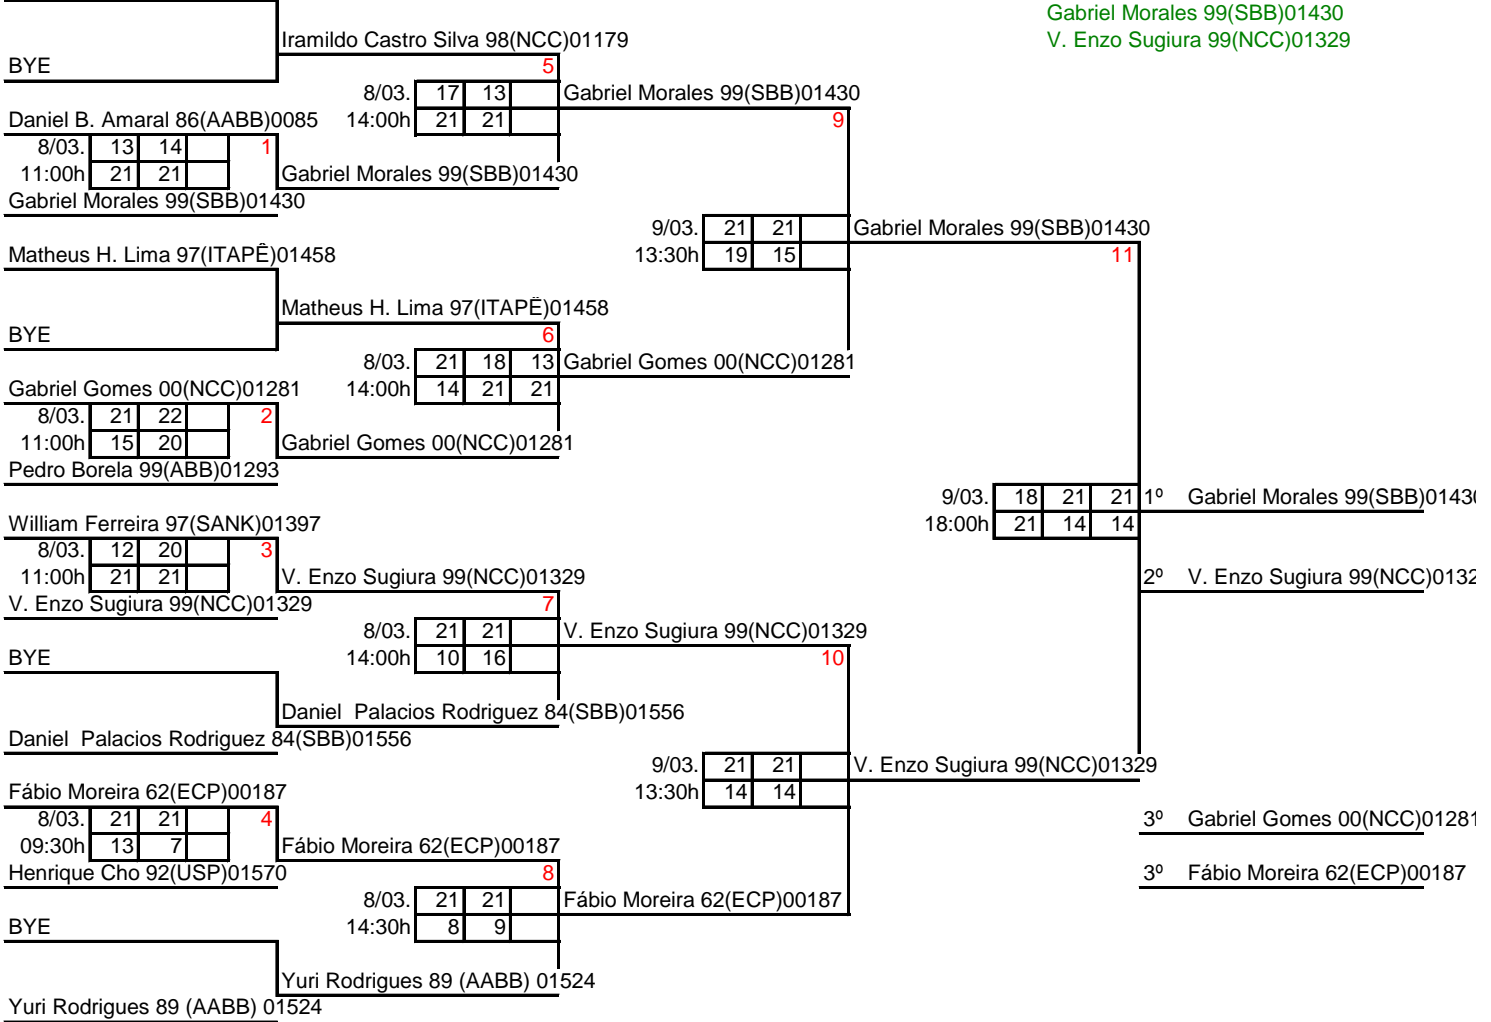 Gabriel Morales 99(SBB)01430
V. Enzo Sugiura 99(NCC)01329
Iramildo Castro Silva 98(NCC)01179
BYE
5
8/03. 17 13 Gabriel Morales 99(SBB)01430
Daniel B. Amaral 86(AABB)0085 14:00h 21 21 9
8/03. 13 14 1
11:00h 21 21 Gabriel Morales 99(SBB)01430
Gabriel Morales 99(SBB)01430
9/03. 21 21 Gabriel Morales 99(SBB)01430
Matheus H. Lima 97(ITAPÊ)01458 13:30h 19 15 11
Matheus H. Lima 97(ITAPÊ)01458
BYE 6
8/03. 21 18 13 Gabriel Gomes 00(NCC)01281
Gabriel Gomes 00(NCC)01281 14:00h 14 21 21
8/03. 21 22 2
11:00h 15 20 Gabriel Gomes 00(NCC)01281
Pedro Borela 99(ABB)01293
9/03. 18 21 21 1º Gabriel Morales 99(SBB)0143
William Ferreira 97(SANK)01397 18:00h 21 14 14
8/03. 12 20 3
11:00h 21 21 V. Enzo Sugiura 99(NCC)01329 2º V. Enzo Sugiura 99(NCC)0132
V. Enzo Sugiura 99(NCC)01329 7
8/03. 21 21 V. Enzo Sugiura 99(NCC)01329
BYE 14:00h 10 16 10
Daniel  Palacios Rodriguez 84(SBB)01556
Daniel  Palacios Rodriguez 84(SBB)01556
9/03. 21 21 V. Enzo Sugiura 99(NCC)01329
Fábio Moreira 62(ECP)00187 13:30h 14 14
8/03. 21 21 4 3º Gabriel Gomes 00(NCC)01281
09:30h 13 7 Fábio Moreira 62(ECP)00187
Henrique Cho 92(USP)01570 8 3º Fábio Moreira 62(ECP)00187
8/03. 21 21 Fábio Moreira 62(ECP)00187
BYE 14:30h 8 9
Yuri Rodrigues 89 (AABB) 01524
Yuri Rodrigues 89 (AABB) 01524